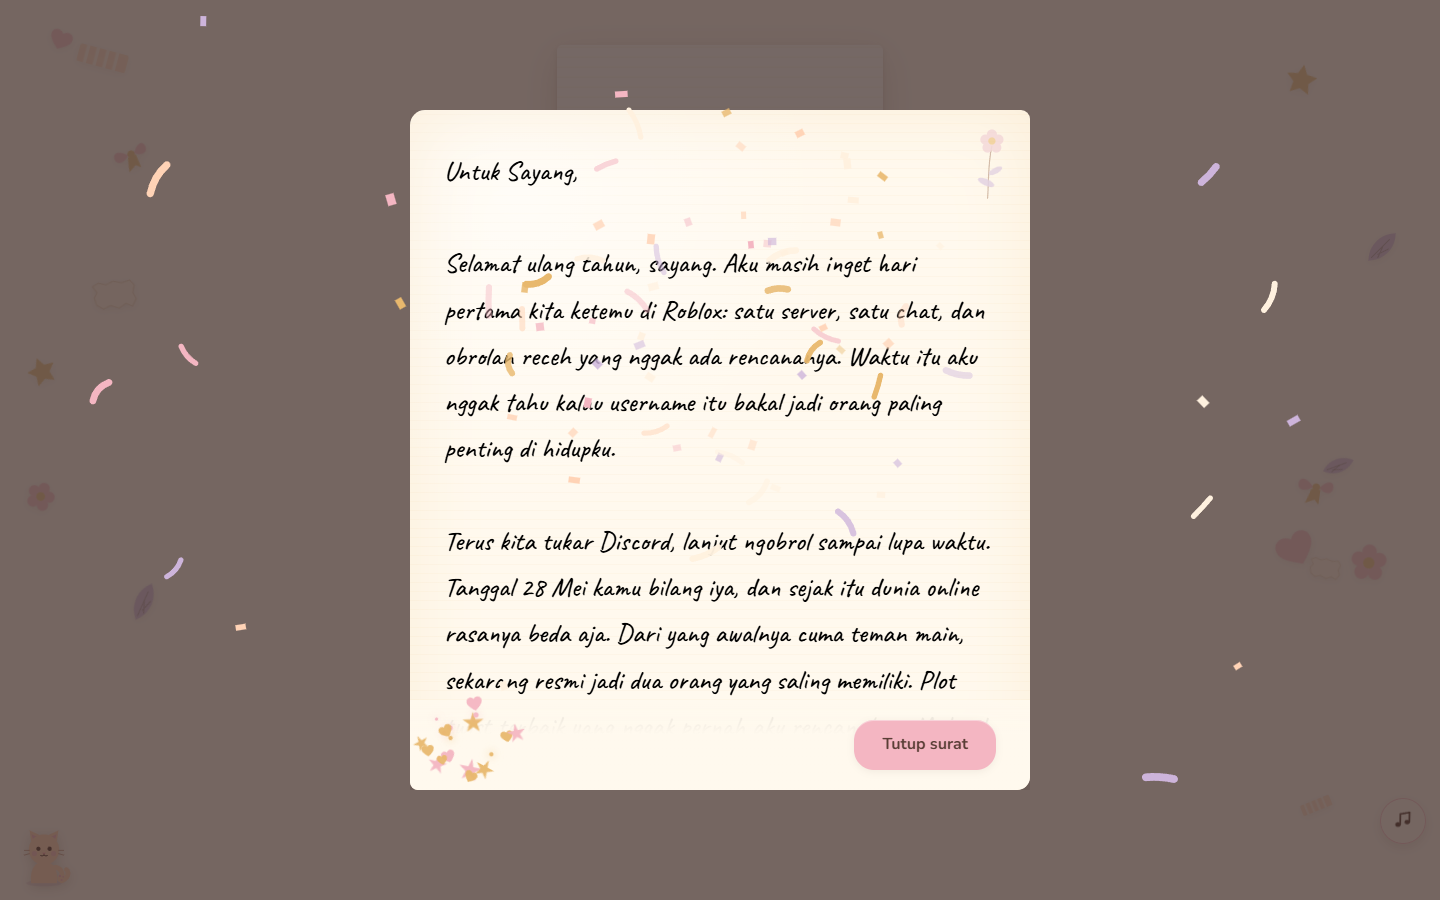 Untuk Sayang,
Selamat ulang tahun, sayang. Aku masih inget hari
pertama kita ketemu di Roblox: satu server, satu chat, dan
obrolan receh yang nggak ada rencananya. Waktu itu aku
nggak tahu kalau username itu bakal jadi orang paling
penting di hidupku.
Terus kita tukar Discord, lanjut ngobrol sampai lupa waktu.
Tanggal 28 Mei kamu bilang iya, dan sejak itu dunia online
rasanya beda aja. Dari yang awalnya cuma teman main,
sekarang resmi jadi dua orang yang saling memiliki. Plot
Tutup surat